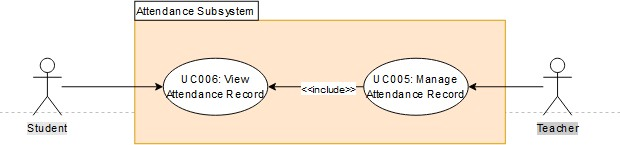 Attendance Subsystem
UC006: View
Attendance Record
<<include>>
UC005: Manage
Attendance Record
Student
Teacher